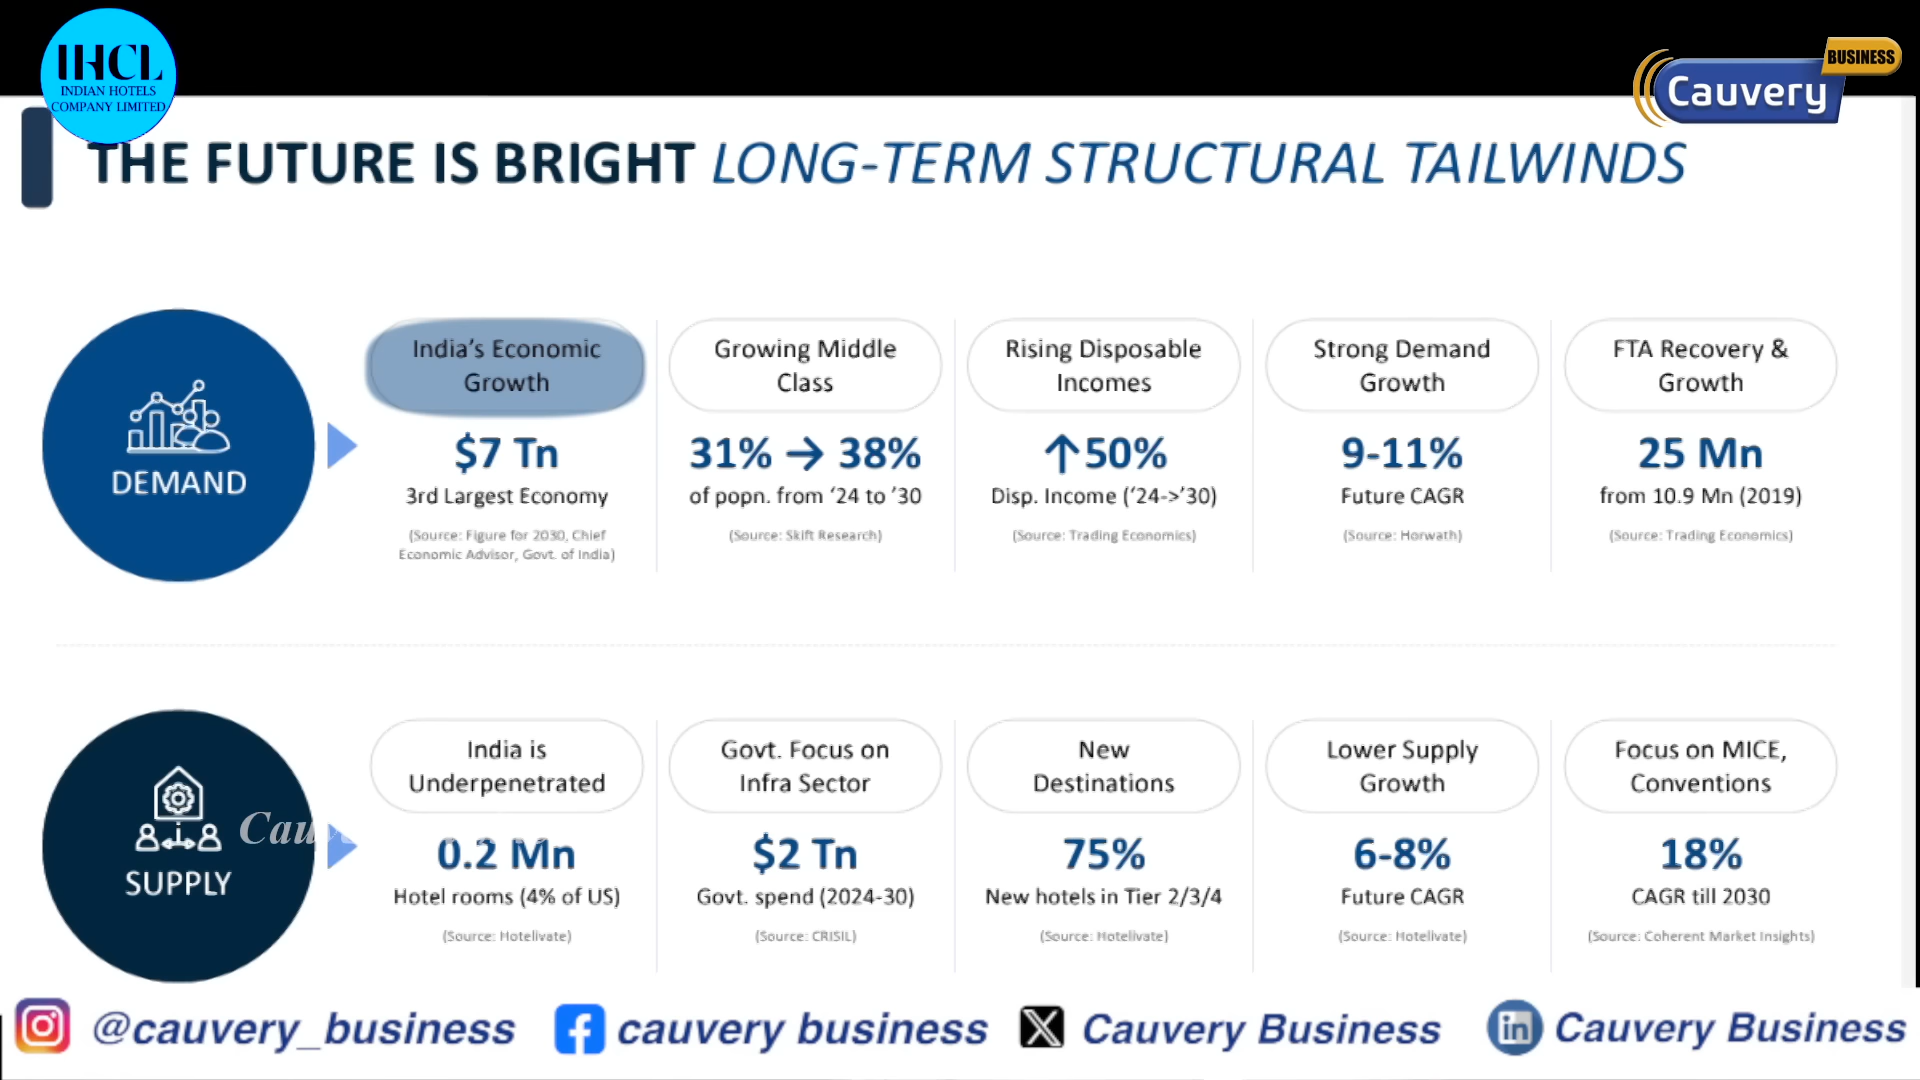 IHCL
INDIAN HOTELS
COMPANY LIMITED
Cauvery
BUSINESS
THE FUTURE IS BRIGHT LONG-TERM STRUCTURAL TAILWINDS
DEMAND
India's Economic
Growth
$7 Tn
3rd Largest Economy
(Source: Figure for 2030, Chief
Economic Advisor, Govt. of India)
Growing Middle
Class
31% → 38%
of popn. from '24 to '30
(Source: Skift Research)
Rising Disposable
Incomes
↑50%
Disp. Income ('24->'30)
(Source: Trading Economics)
Strong Demand
Growth
9-11%
Future CAGR
(Source: Horwath)
FTA Recovery &
Growth
25 Mn
from 10.9 Mn (2019)
(Source: Trading Economics)
SUPPLY
India is
Underpenetrated
0.2 Mn
Hotel rooms (4% of US)
(Source: Hotelivate)
Govt. Focus on
Infra Sector
$2 Tn
Govt. spend (2024-30)
(Source: CRISIL)
New
Destinations
75%
New hotels in Tier 2/3/4
(Source: Hotelivate)
Lower Supply
Growth
6-8%
Future CAGR
(Source: Hotelivate)
Focus on MICE,
Conventions
18%
CAGR till 2030
(Source: Coherent Market Insights)
@cauvery_business
cauvery business
Cauvery Business
in Cauvery Business